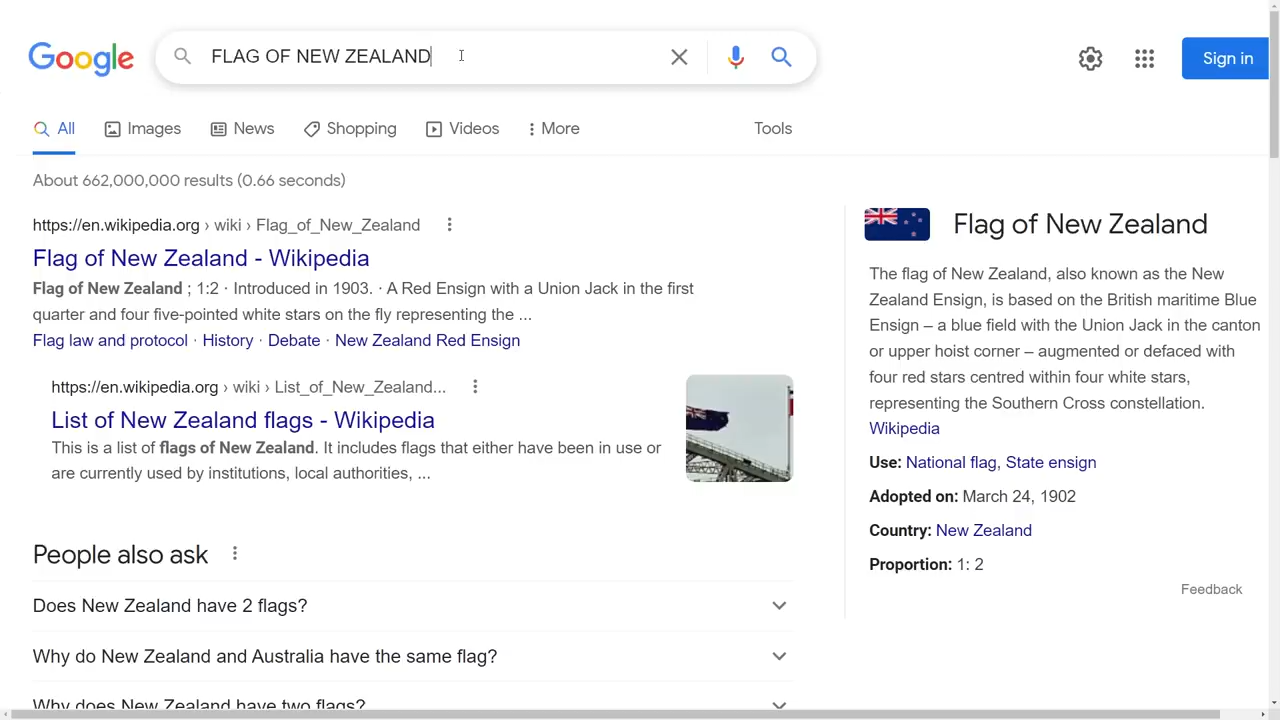 Google
FLAG OF NEW ZEALAND
Sign in
All
Images
News
Shopping
Videos
More
Tools
About 662,000,000 results (0.66 seconds)
https://en.wikipedia.org › wiki › Flag_of_New_Zealand
Flag of New Zealand - Wikipedia
Flag of New Zealand ; 1:2 · Introduced in 1903. · A Red Ensign with a Union Jack in the first
quarter and four five-pointed white stars on the fly representing the ...
Flag law and protocol · History · Debate · New Zealand Red Ensign
https://en.wikipedia.org › wiki › List_of_New_Zealand...
List of New Zealand flags - Wikipedia
This is a list of flags of New Zealand. It includes flags that either have been in use or
are currently used by institutions, local authorities, ...
People also ask
Does New Zealand have 2 flags?
Why do New Zealand and Australia have the same flag?
Why does New Zealand have two flags?
Flag of New Zealand
The flag of New Zealand, also known as the New
Zealand Ensign, is based on the British maritime Blue
Ensign – a blue field with the Union Jack in the canton
or upper hoist corner – augmented or defaced with
four red stars centred within four white stars,
representing the Southern Cross constellation.
Wikipedia
Use: National flag, State ensign
Adopted on: March 24, 1902
Country: New Zealand
Proportion: 1: 2
Feedback